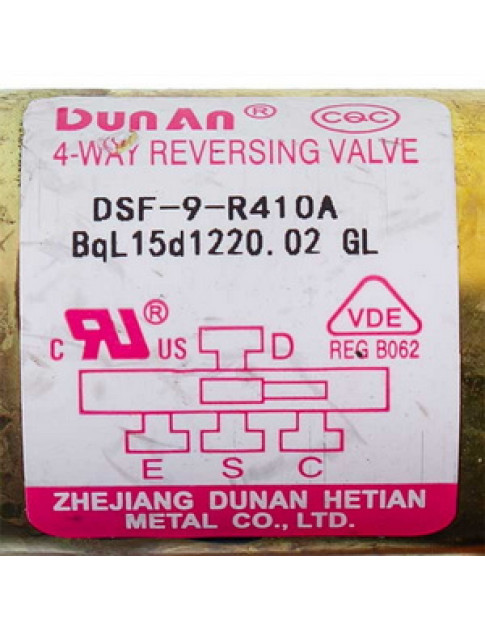 DunAn® CQC
4-WAY REVERSING VALVE
DSF-9-R410A
BqL15d1220.02 GL
C RU® US
D
VDE
REG B062
E S C
ZHEJIANG DUNAN HETIAN
METAL CO., LTD.